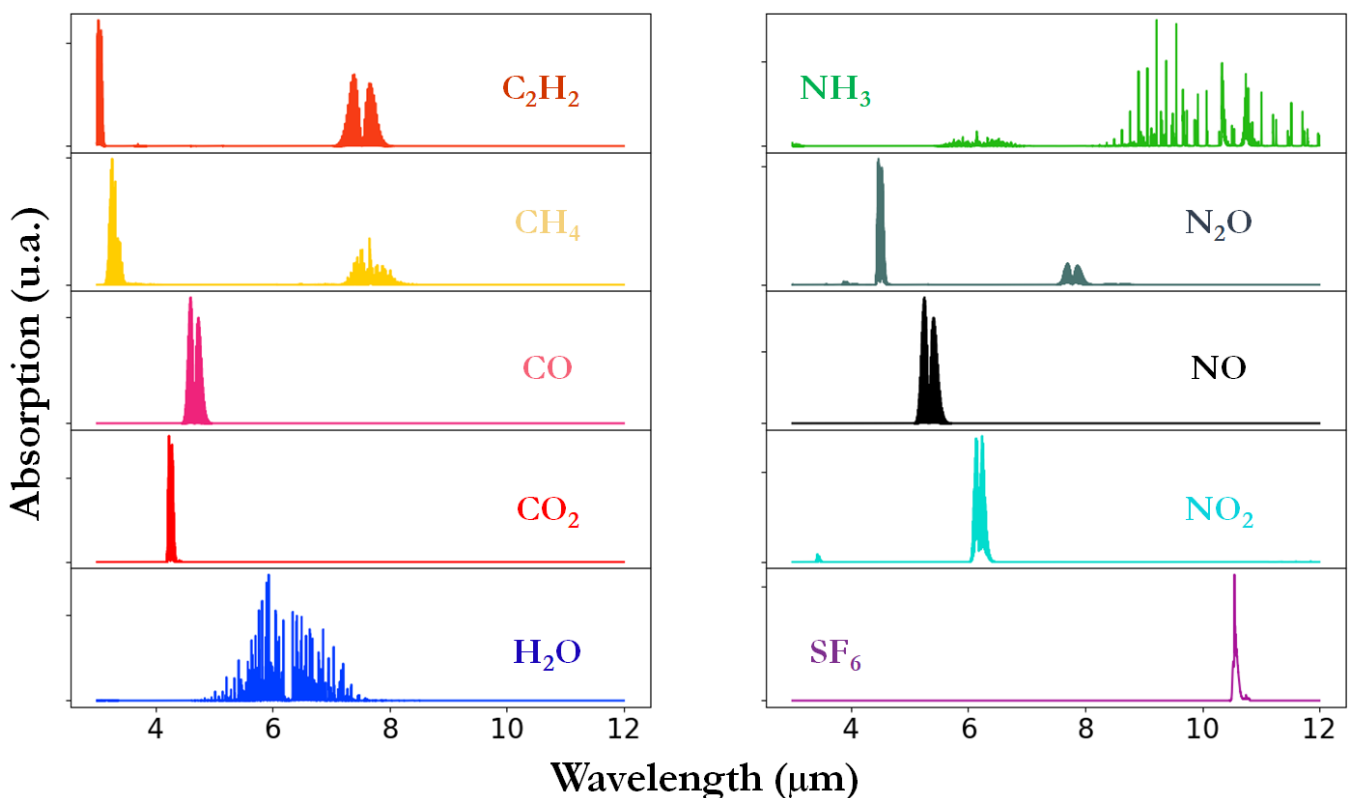 C₂H₂
CH₄
CO
CO₂
H₂O
NH₃
N₂O
NO
NO₂
SF₆
Absorption (u.a.)
4 6 8 10 12
4 6 8 10 12
Wavelength (μm)